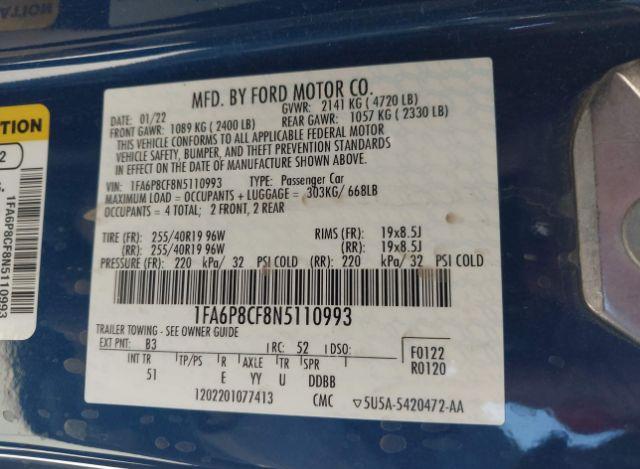 MFD. BY FORD MOTOR CO.
DATE: 01/22 GVWR: 2141 KG ( 4720 LB)
FRONT GAWR: 1089 KG ( 2400 LB) REAR GAWR: 1057 KG ( 2330 LB)
THIS VEHICLE CONFORMS TO ALL APPLICABLE FEDERAL MOTOR
VEHICLE SAFETY, BUMPER, AND THEFT PREVENTION STANDARDS
IN EFFECT ON THE DATE OF MANUFACTURE SHOWN ABOVE.
VIN: 1FA6P8CF8N5110993 TYPE: Passenger Car
MAXIMUM LOAD = OCCUPANTS + LUGGAGE = 303KG/ 668LB
OCCUPANTS = 4 TOTAL; 2 FRONT, 2 REAR
TIRE (FR): 255/40R19 96W RIMS (FR): 19x8.5J
(RR): 255/40R19 96W (RR): 19x8.5J
PRESSURE (FR): 220 kPa/ 32 PSI COLD (RR): 220 kPa/ 32 PSI COLD
1FA6P8CF8N5110993
TRAILER TOWING - SEE OWNER GUIDE
EXT PNT: B3 RC: 52 DSO: F0122
INT TR TP/PS R AXLE TR SPR R0120
51 E YY U DDBB
1202201077413 CMC ▽5U5A-5420472-AA
1FA6P8CF8N5110993